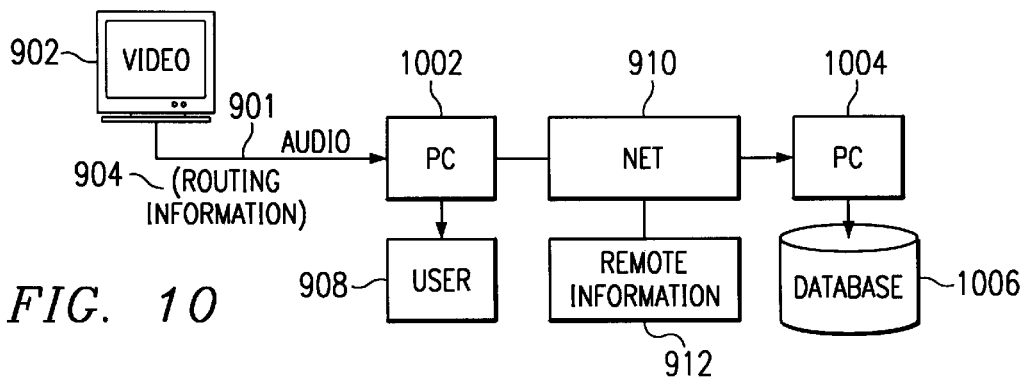 902
VIDEO
901
AUDIO
904
(ROUTING
INFORMATION)
1002
PC
910
NET
1004
PC
908
USER
REMOTE
INFORMATION
912
DATABASE
1006
FIG. 10